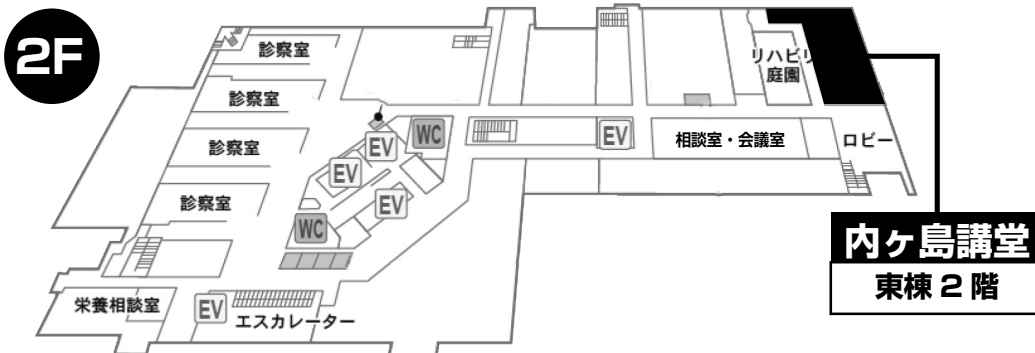 2F
診察室
診察室
診察室
診察室
栄養相談室
EV
エスカレーター
WC
EV
EV
EV
WC
EV
相談室・会議室
リハビリ
庭園
ロビー
内ヶ島講堂
東棟2階